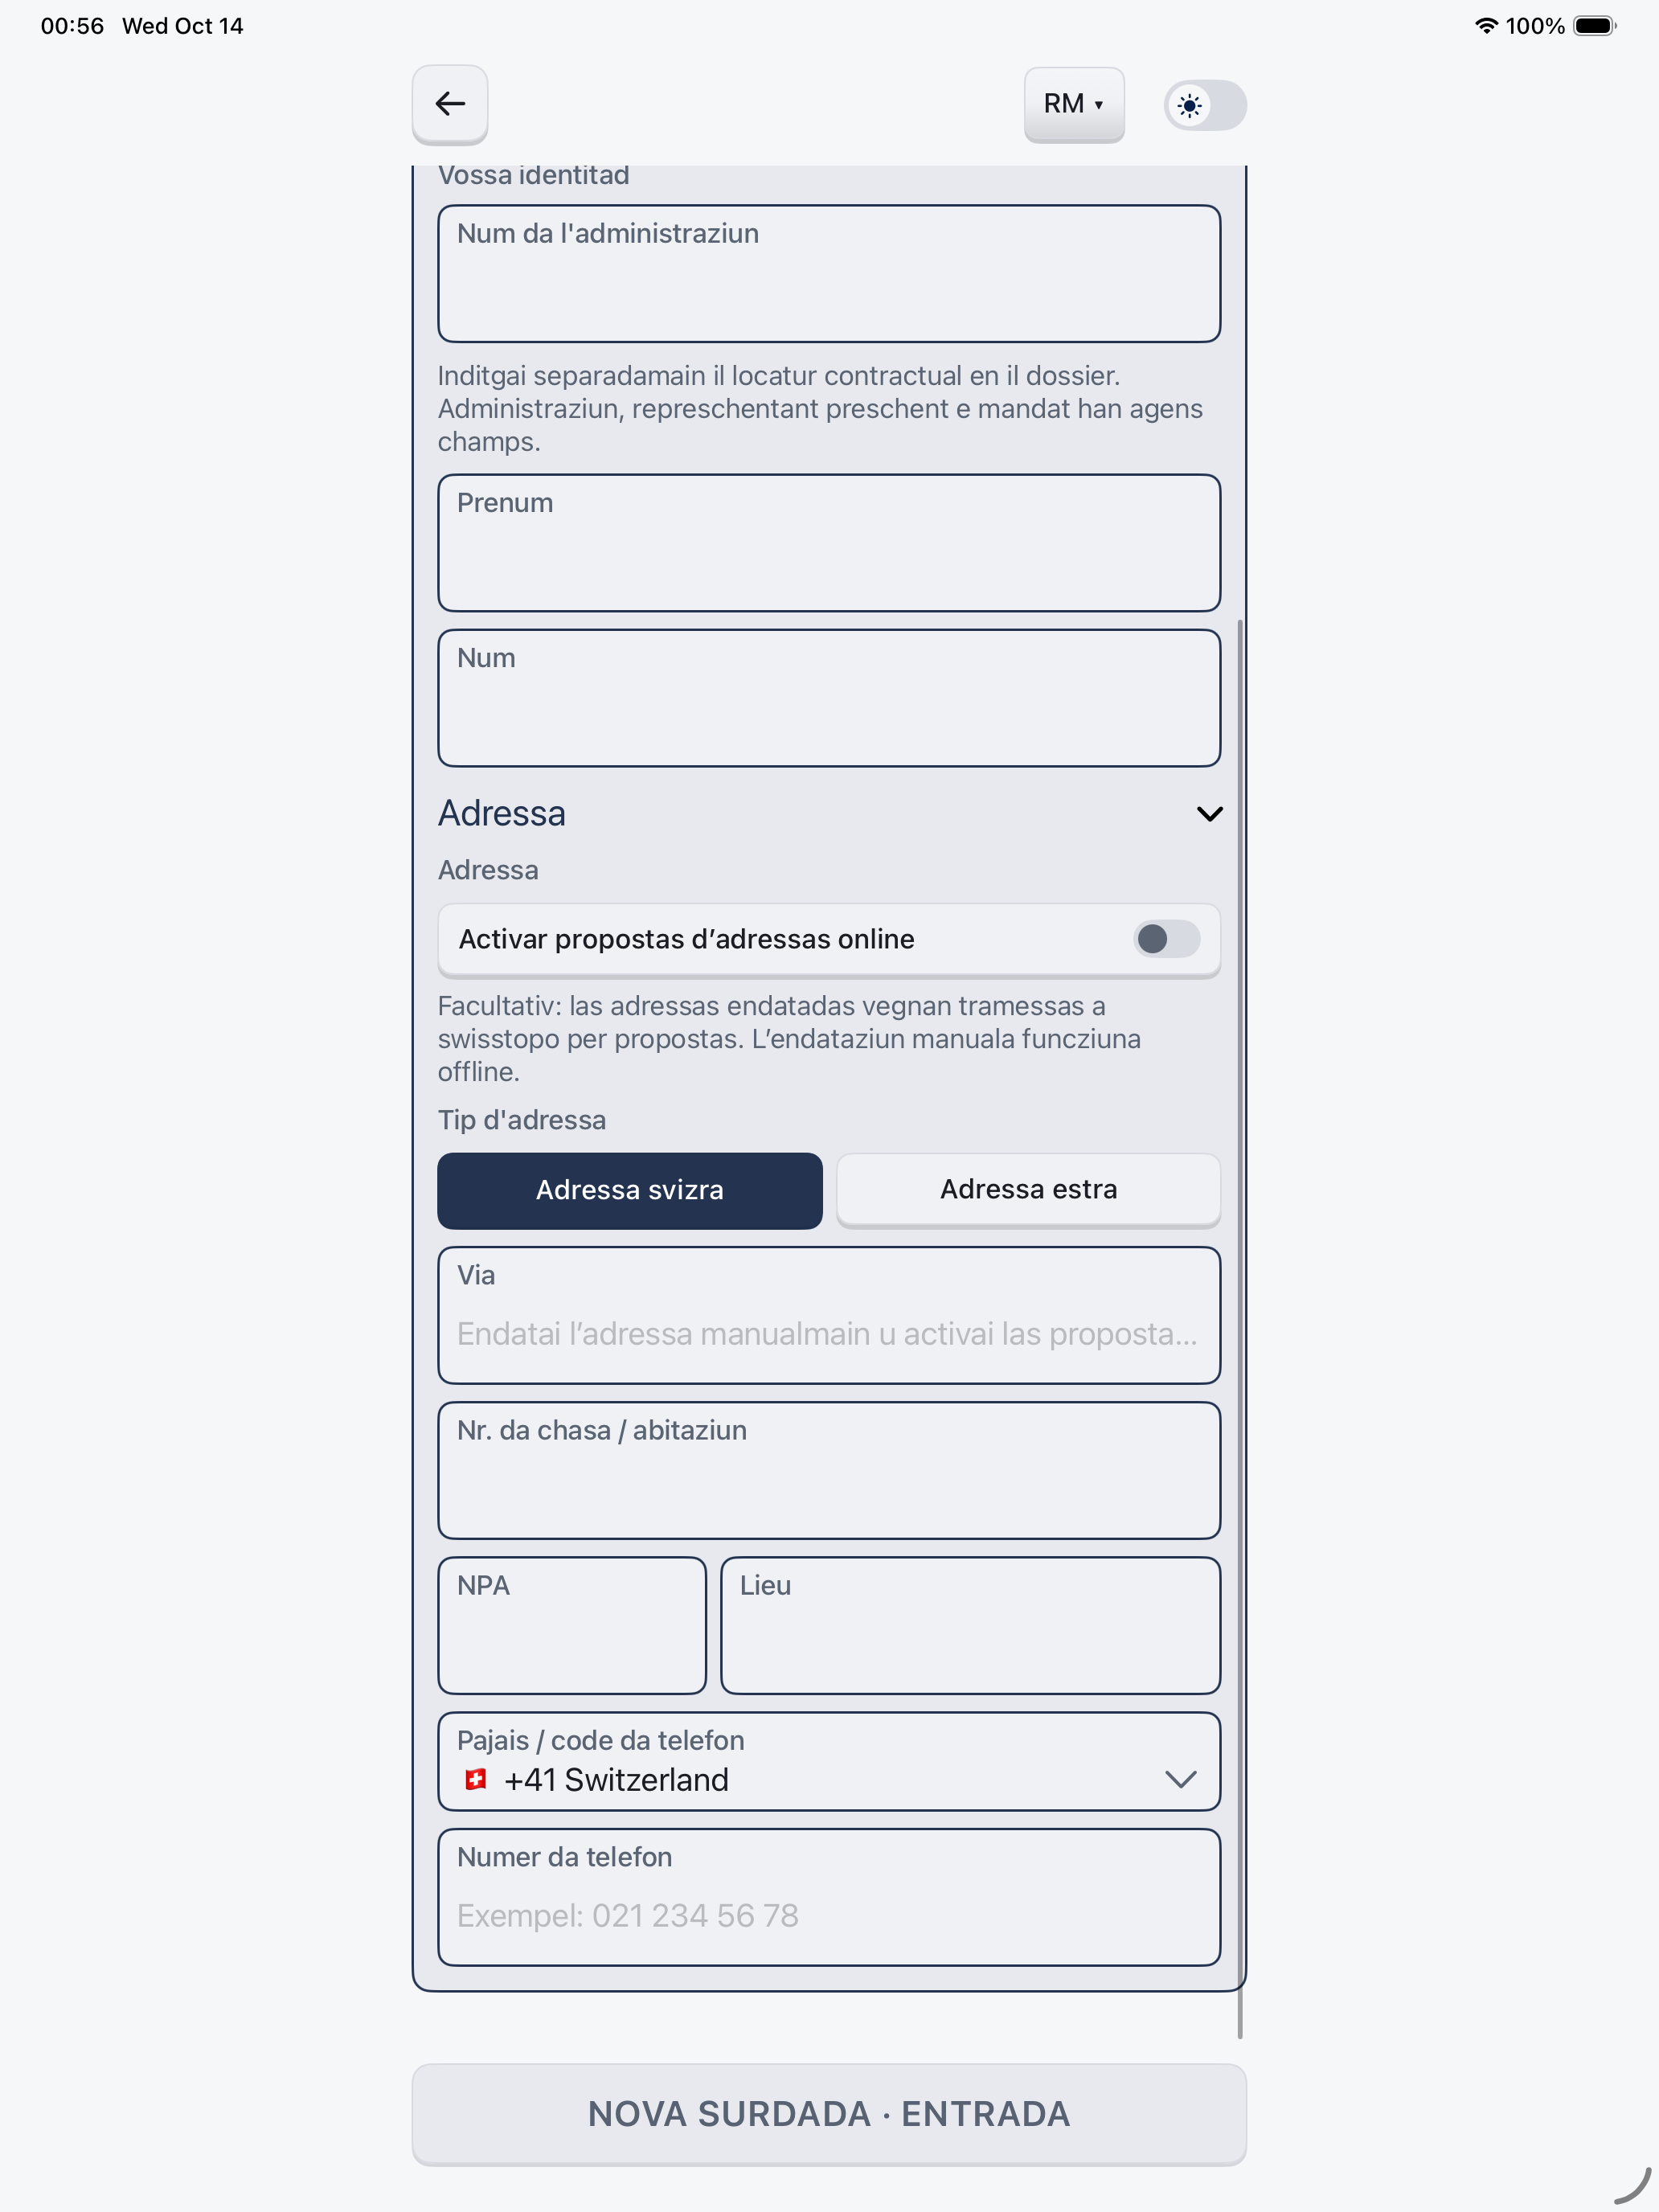 00:56 Wed Oct 14
100%
RM ▾
Vossa identitad
Num da l'administraziun
Inditgai separadamain il locatur contractual en il dossier.
Administraziun, represchentant preschent e mandat han agens
champs.
Prenum
Num
Adressa
Adressa
Activar propostas d’adressas online
Facultativ: las adressas endatadas vegnan tramessas a
swisstopo per propostas. L’endataziun manuala funcziuna
offline.
Tip d'adressa
Adressa svizra
Adressa estra
Via
Endatai l’adressa manualmain u activai las proposta...
Nr. da chasa / abitaziun
NPA
Lieu
Pajais / code da telefon
+41 Switzerland
Numer da telefon
Exempel: 021 234 56 78
NOVA SURDADA · ENTRADA